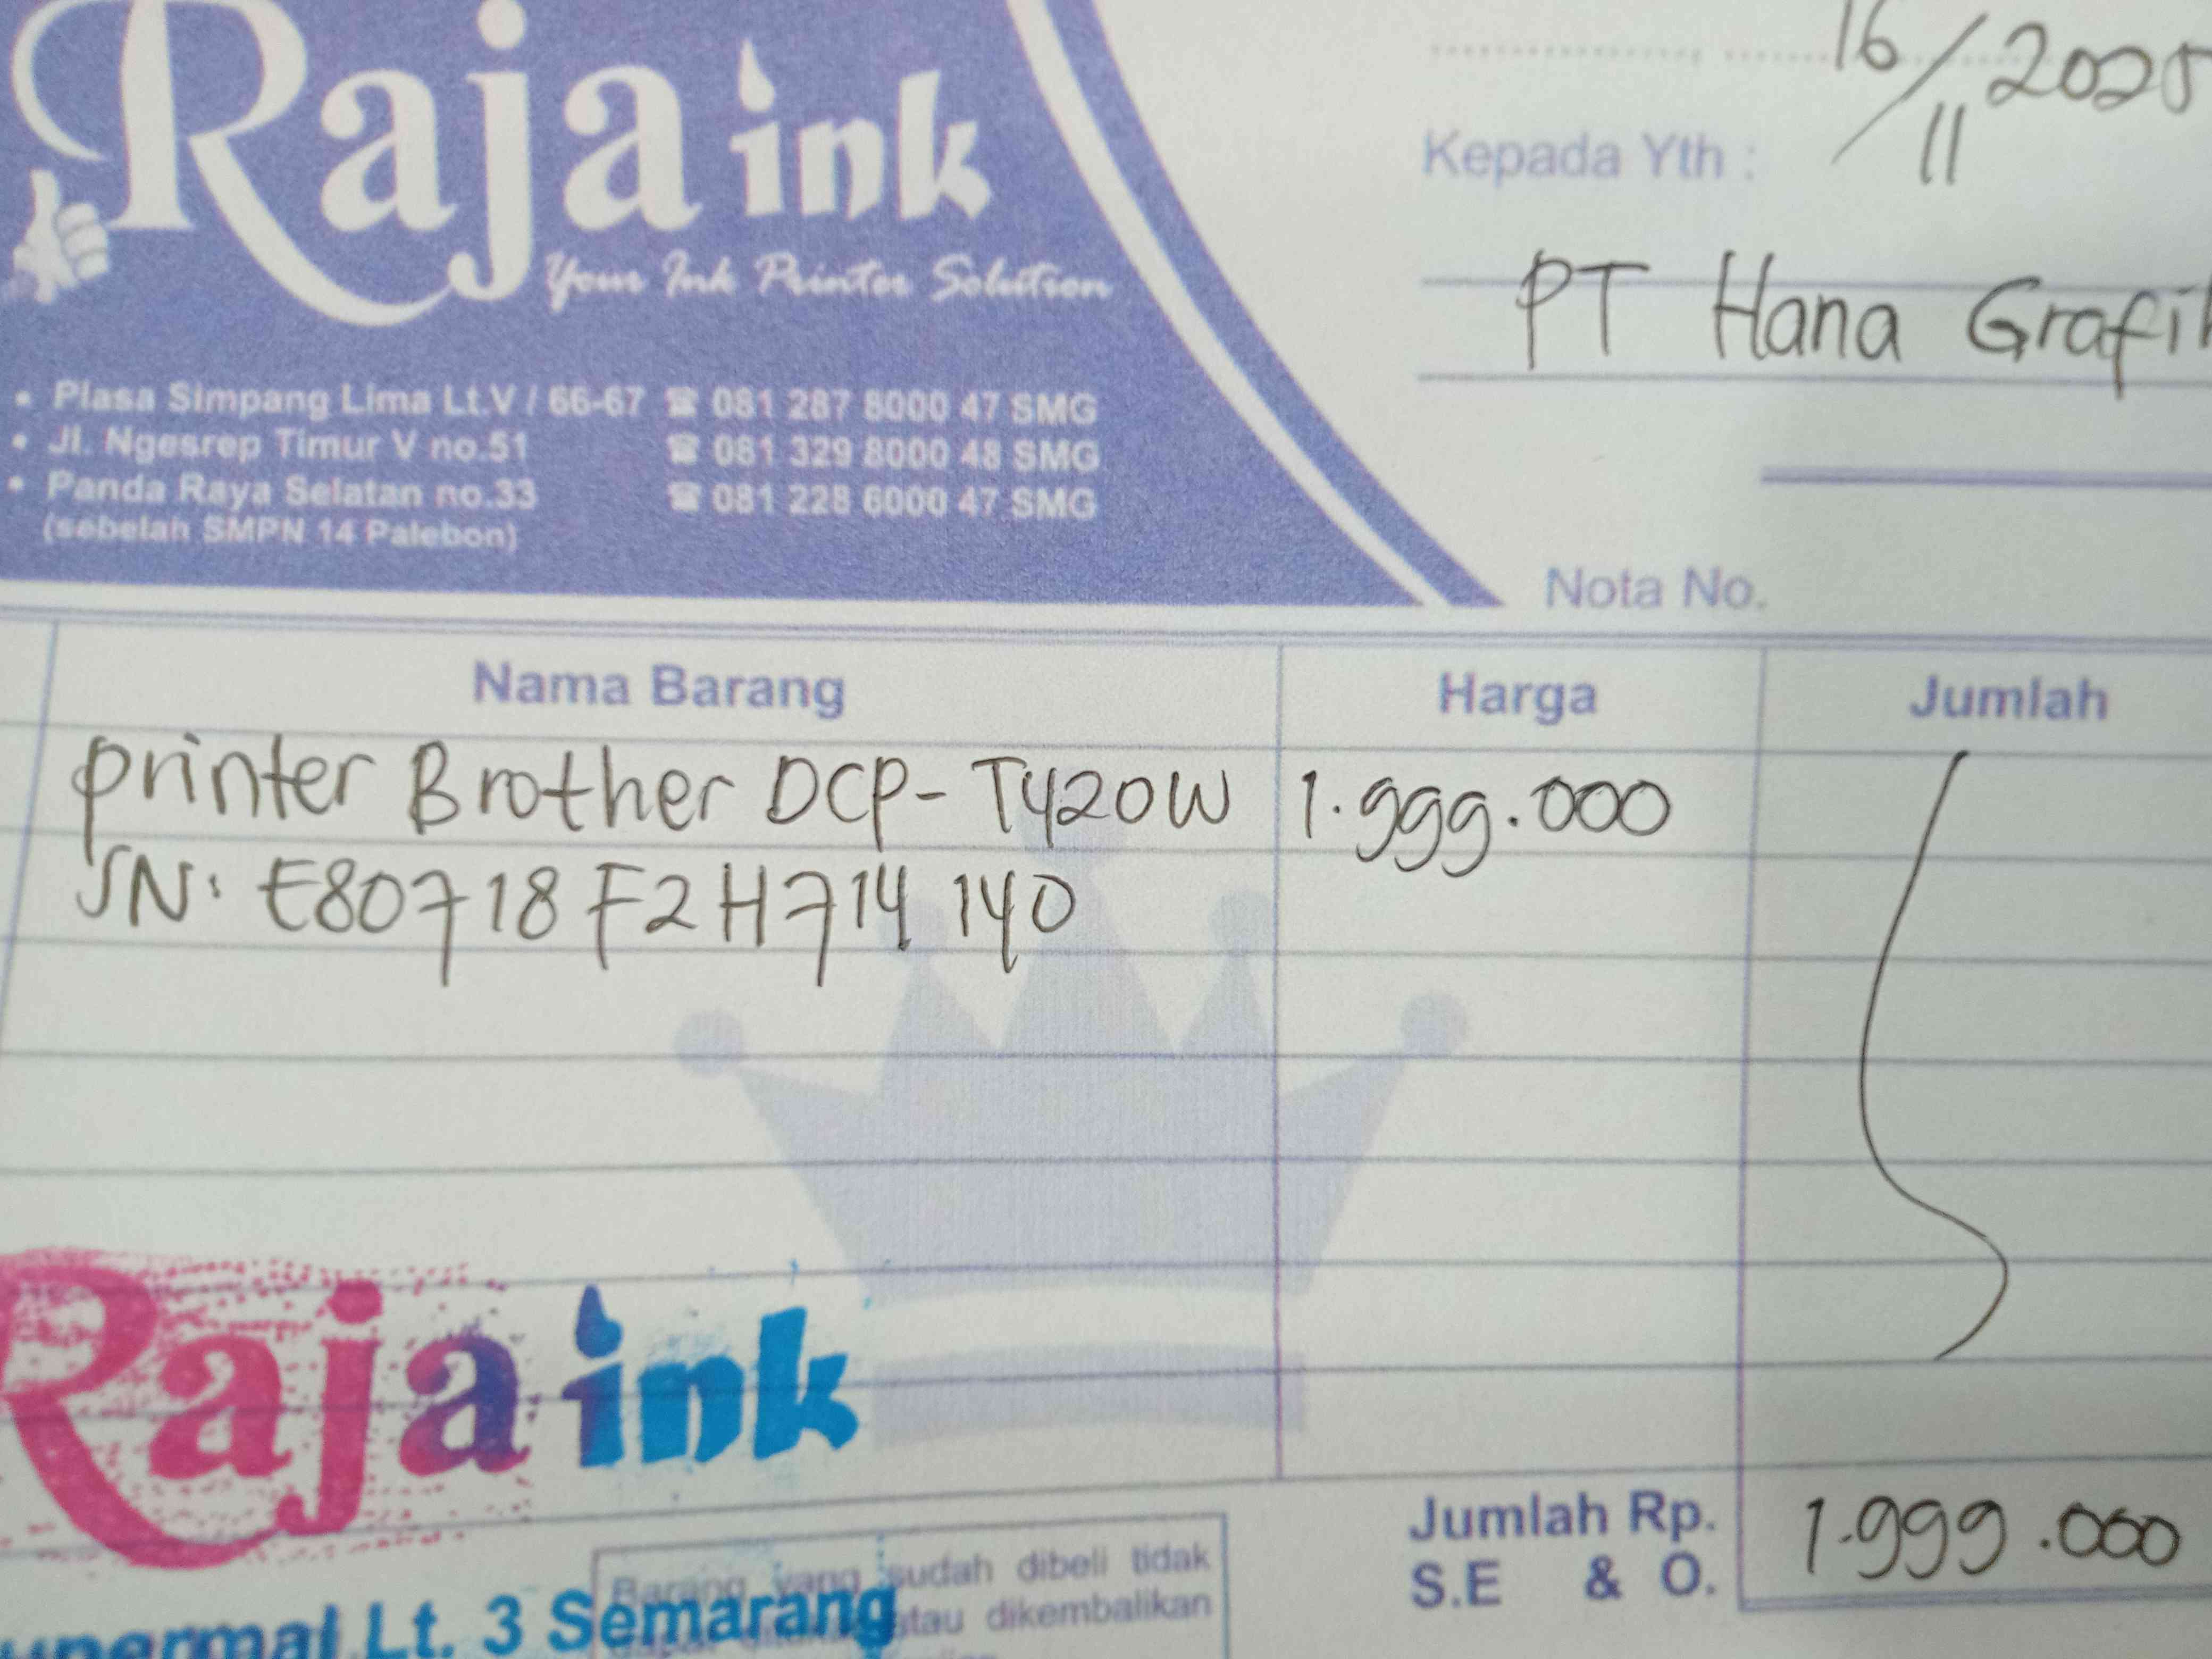 Raja ink
Your Ink Printer Solution
• Plasa Simpang Lima Lt.V / 66-67 ☎ 081 287 8000 47 SMG
• Jl. Ngesrep Timur V no.51 ☎ 081 329 8000 48 SMG
• Panda Raya Selatan no.33 ☎ 081 228 6000 47 SMG
(sebelah SMPN 14 Palebon)
16/11 2025
Kepada Yth :
PT Hana Grafi
Nota No.
Nama Barang Harga Jumlah
printer Brother DCP-T420W 1.999.000
SN: E80718F2H714140
Raja ink
Lt. 3 Semarang
Barang yang sudah dibeli tidak
atau dikembalikan
Jumlah Rp. 1.999.000
S.E & O.